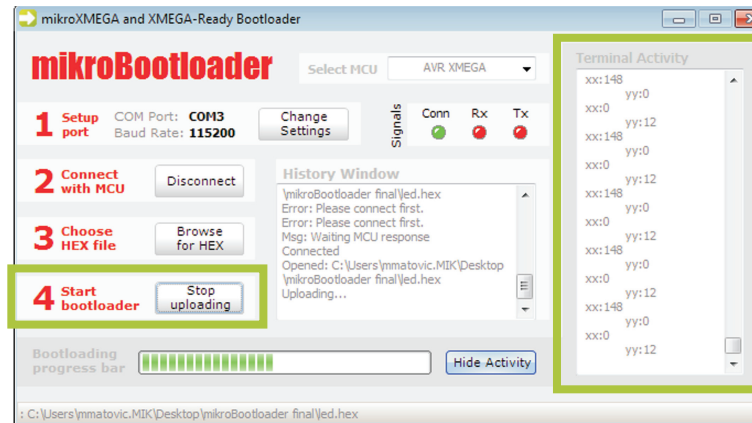 mikroXMEGA and XMEGA-Ready Bootloader
mikroBootloader
Select MCU
AVR XMEGA
1 Setup port
COM Port: COM3
Baud Rate: 115200
Change Settings
Signals
Conn Rx Tx
2 Connect with MCU
Disconnect
3 Choose HEX file
Browse for HEX
4 Start bootloader
Stop uploading
History Window
\mikroBootloader final\led.hex
Error: Please connect first.
Error: Please connect first.
Msg: Waiting MCU response
Connected
Opened: C:\Users\mmatovic.MIK\Desktop
\mikroBootloader final\led.hex
Uploading...
Bootloading progress bar
Hide Activity
Terminal Activity
xx:148
yy:0
xx:0
yy:12
xx:148
yy:0
xx:0
yy:12
xx:148
yy:0
xx:0
yy:12
xx:148
yy:0
xx:0
yy:12
xx:148
yy:0
xx:0
yy:12
: C:\Users\mmatovic.MIK\Desktop\mikroBootloader final\led.hex